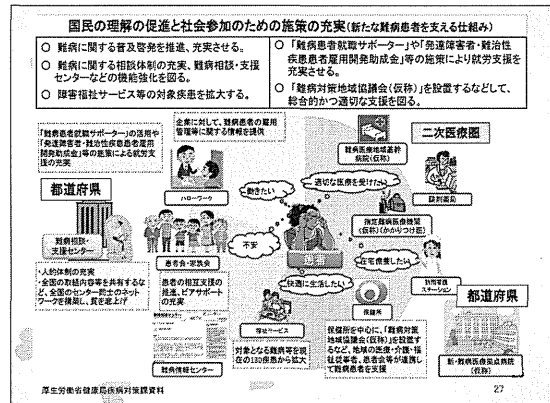 国民の理解の促進と社会参加のための施策の充実(新たな難病患者を支える仕組み)
○ 難病に関する普及啓発を推進、充実させる。
○ 難病に関する相談体制の充実、難病相談・支援
センターなどの機能強化を図る。
○ 障害福祉サービス等の対象疾患を拡大する。
○ 「難病患者就職サポーター」や「発達障害者・難治性
疾患患者雇用開発助成金」等の施策により就労支援を
充実させる。
○ 「難病対策地域協議会(仮称)」を設置するなどして、
総合的かつ適切な支援を図る。
「難病患者就職サポーター」の活用や
「発達障害者・難治性疾患患者雇用
開発助成金」等の施策による就労支
援の充実
企業に対して、難病患者の雇用
管理等に関する情報を提供
ハローワーク
難病医療地域基幹
病院(仮称)
二次医療圏
調剤薬局
働きたい
適切な医療を受けたい
都道府県
難病相談・
支援センター
不安
患者
指定難病医療機関
(仮称)(かかりつけ医)
在宅療養したい
訪問看護
ステーション
患者会・家族会
・人的体制の充実
・全国の取組内容等を共有するな
ど、全国のセンター同士のネット
ワークを構築し、質を底上げ
患者の相互支援の
推進、ピアサポート
の充実
快適に生活したい
福祉サービス
保健所
都道府県
難病情報センター
対象となる難病等を現
在の130疾患から拡大
保健所を中心に、「難病対策
地域協議会(仮称)」を設置す
るなど、地域の医療・介護・福
祉従事者、患者会等が連携し
て難病患者を支援
新・難病医療拠点病院
(仮称)
厚生労働省健康局疾病対策課資料
27